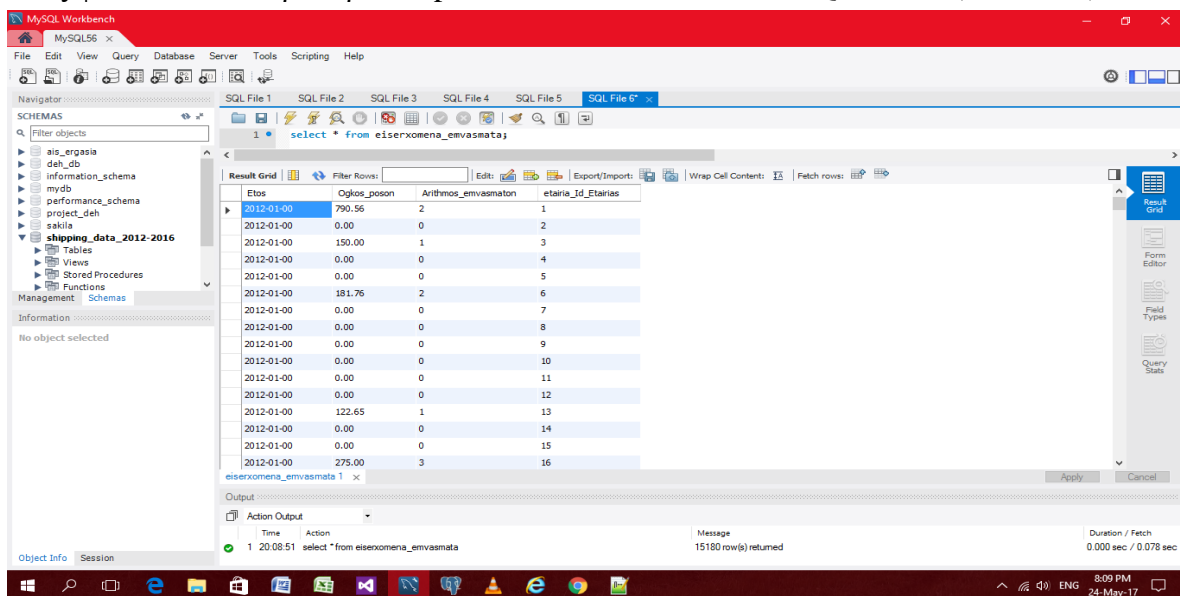 MySQL Workbench
MySQL56
File Edit View Query Database Server Tools Scripting Help
Navigator
SCHEMAS
Filter objects
ais_ergasia
deh_db
information_schema
mydb
performance_schema
project_deh
sakila
shipping_data_2012-2016
Tables
Views
Stored Procedures
Functions
Management Schemas
Information
No object selected
Object Info Session
SQL File 1 SQL File 2 SQL File 3 SQL File 4 SQL File 5 SQL File 6*
1 select * from eiserxomena_emvasmata;
Result Grid Filter Rows: Edit: Export/Import: Wrap Cell Content: Fetch rows:
Etos Ogkos_poson Arithmos_emvasmaton etairia_Id_Etairias
2012-01-00 790.56 2 1
2012-01-00 0.00 0 2
2012-01-00 150.00 1 3
2012-01-00 0.00 0 4
2012-01-00 0.00 0 5
2012-01-00 181.76 2 6
2012-01-00 0.00 0 7
2012-01-00 0.00 0 8
2012-01-00 0.00 0 9
2012-01-00 0.00 0 10
2012-01-00 0.00 0 11
2012-01-00 0.00 0 12
2012-01-00 122.65 1 13
2012-01-00 0.00 0 14
2012-01-00 0.00 0 15
2012-01-00 275.00 3 16
Result
Grid
Form
Editor
Field
Types
Query
Stats
eiserxomena_emvasmata 1 Apply Cancel
Output
Action Output
Time Action Message Duration / Fetch
1 20:08:51 select * from eiserxomena_emvasmata 15180 row(s) returned 0.000 sec / 0.078 sec
ENG 8:09 PM
24-May-17